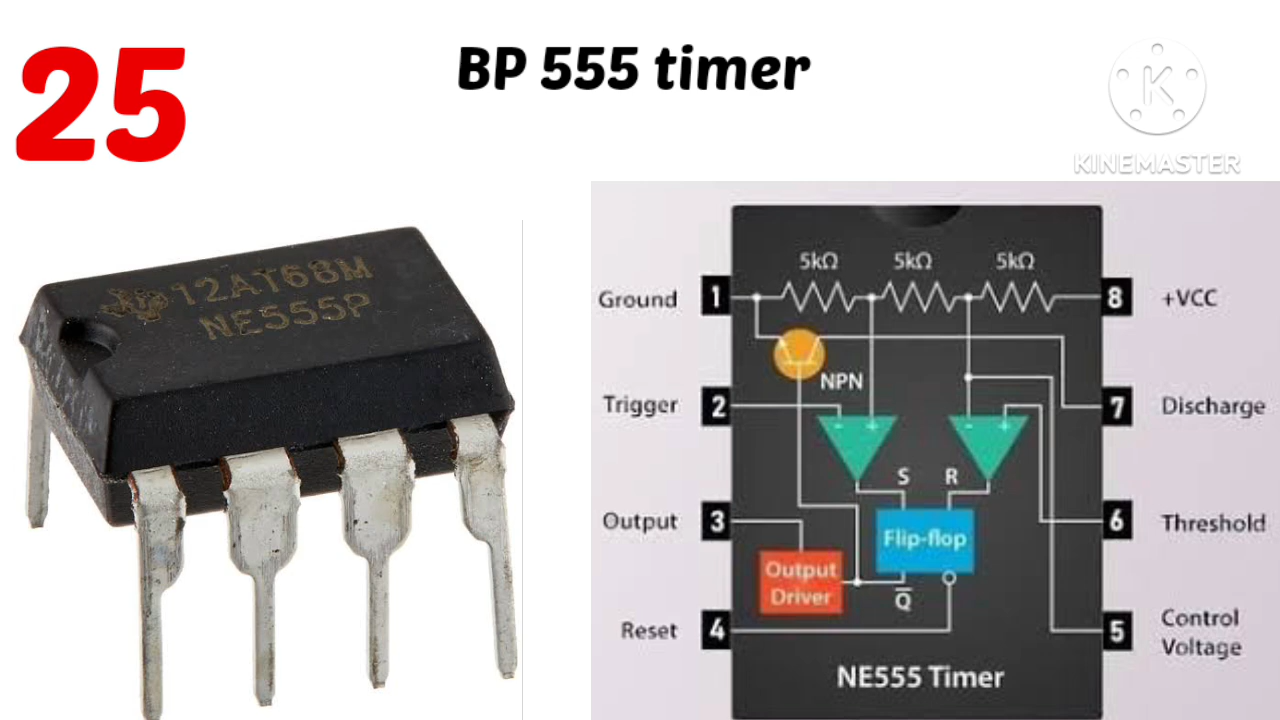 25
BP 555 timer
K
KINEMASTER
12AT68M
NE555P
5kΩ 5kΩ 5kΩ
Ground 1 8 +VCC
NPN
Trigger 2 7 Discharge
S R
Output 3 6 Threshold
Flip-flop
Output
Driver
Q̅
Reset 4 5 Control
Voltage
NE555 Timer